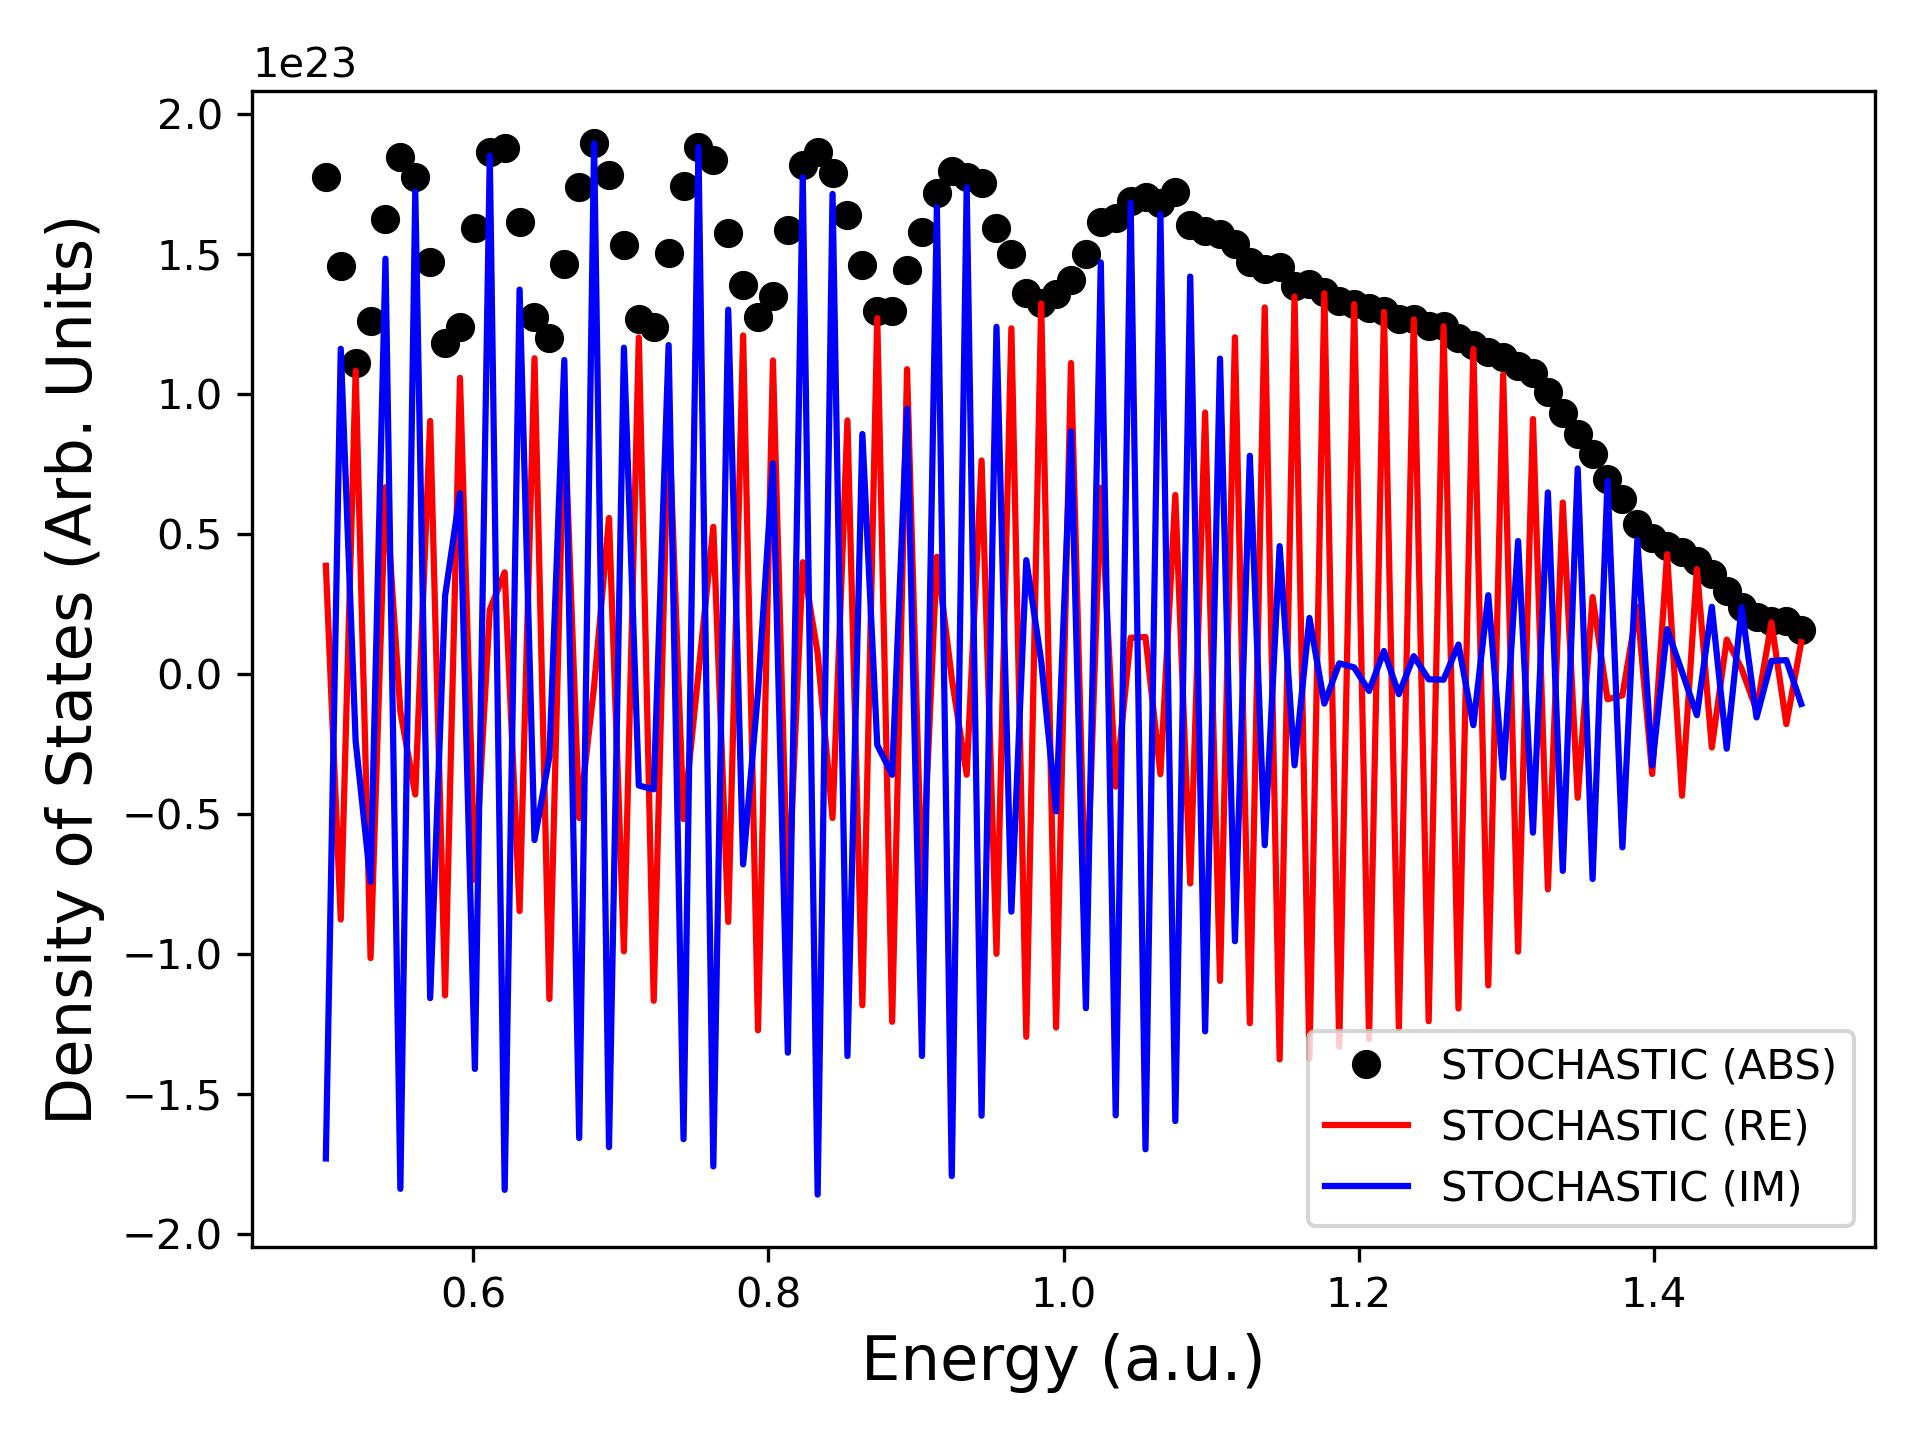 1e23
2.0
1.5
1.0
0.5
0.0
−0.5
−1.0
−1.5
−2.0
Density of States (Arb. Units)
STOCHASTIC (ABS)
STOCHASTIC (RE)
STOCHASTIC (IM)
0.6 0.8 1.0 1.2 1.4
Energy (a.u.)